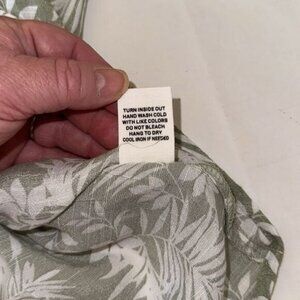 TURN INSIDE OUT
HAND WASH COLD
WITH LIKE COLORS
DO NOT BLEACH
HANG TO DRY
COOL IRON IF NEEDED